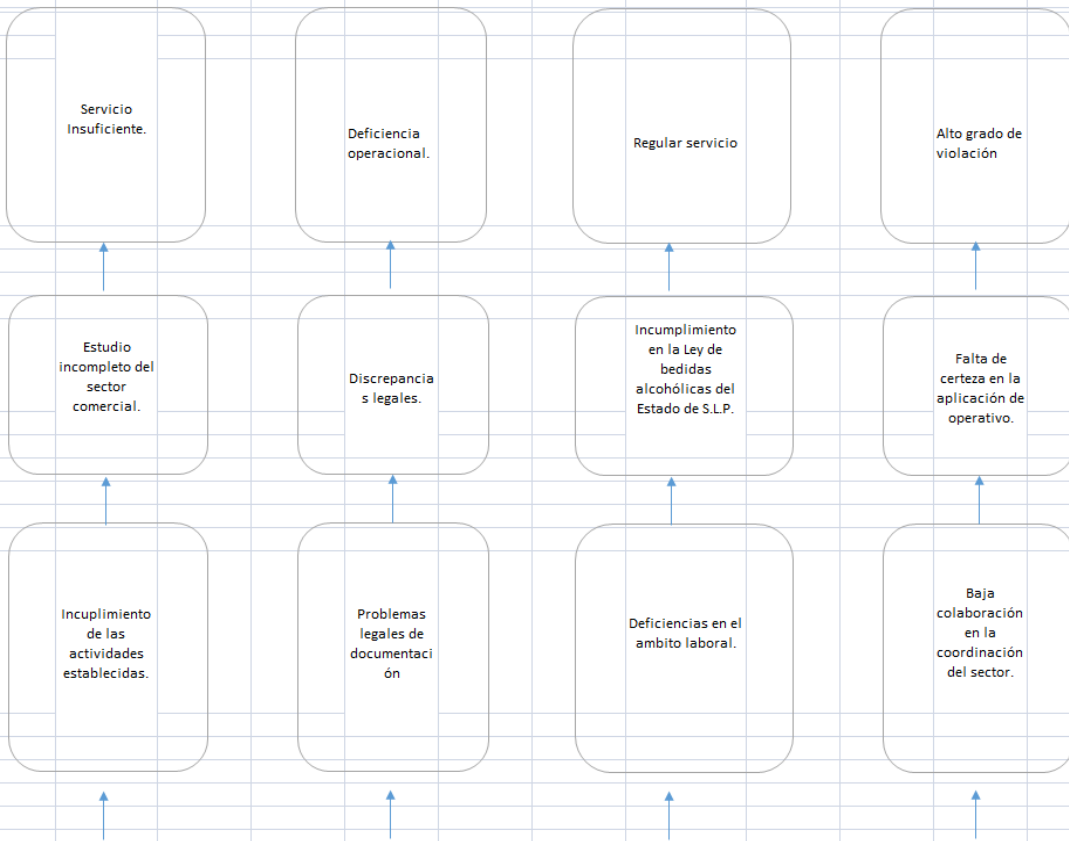 Servicio
Insuficiente.
Deficiencia
operacional.
Regular servicio
Alto grado de
violación
Estudio
incompleto del
sector
comercial.
Discrepancia
s legales.
Incumplimiento
en la Ley de
bedidas
alcohólicas del
Estado de S.L.P.
Falta de
certeza en la
aplicación de
operativo.
Incuplimiento
de las
actividades
establecidas.
Problemas
legales de
documentaci
ón
Deficiencias en el
ambito laboral.
Baja
colaboración
en la
coordinación
del sector.